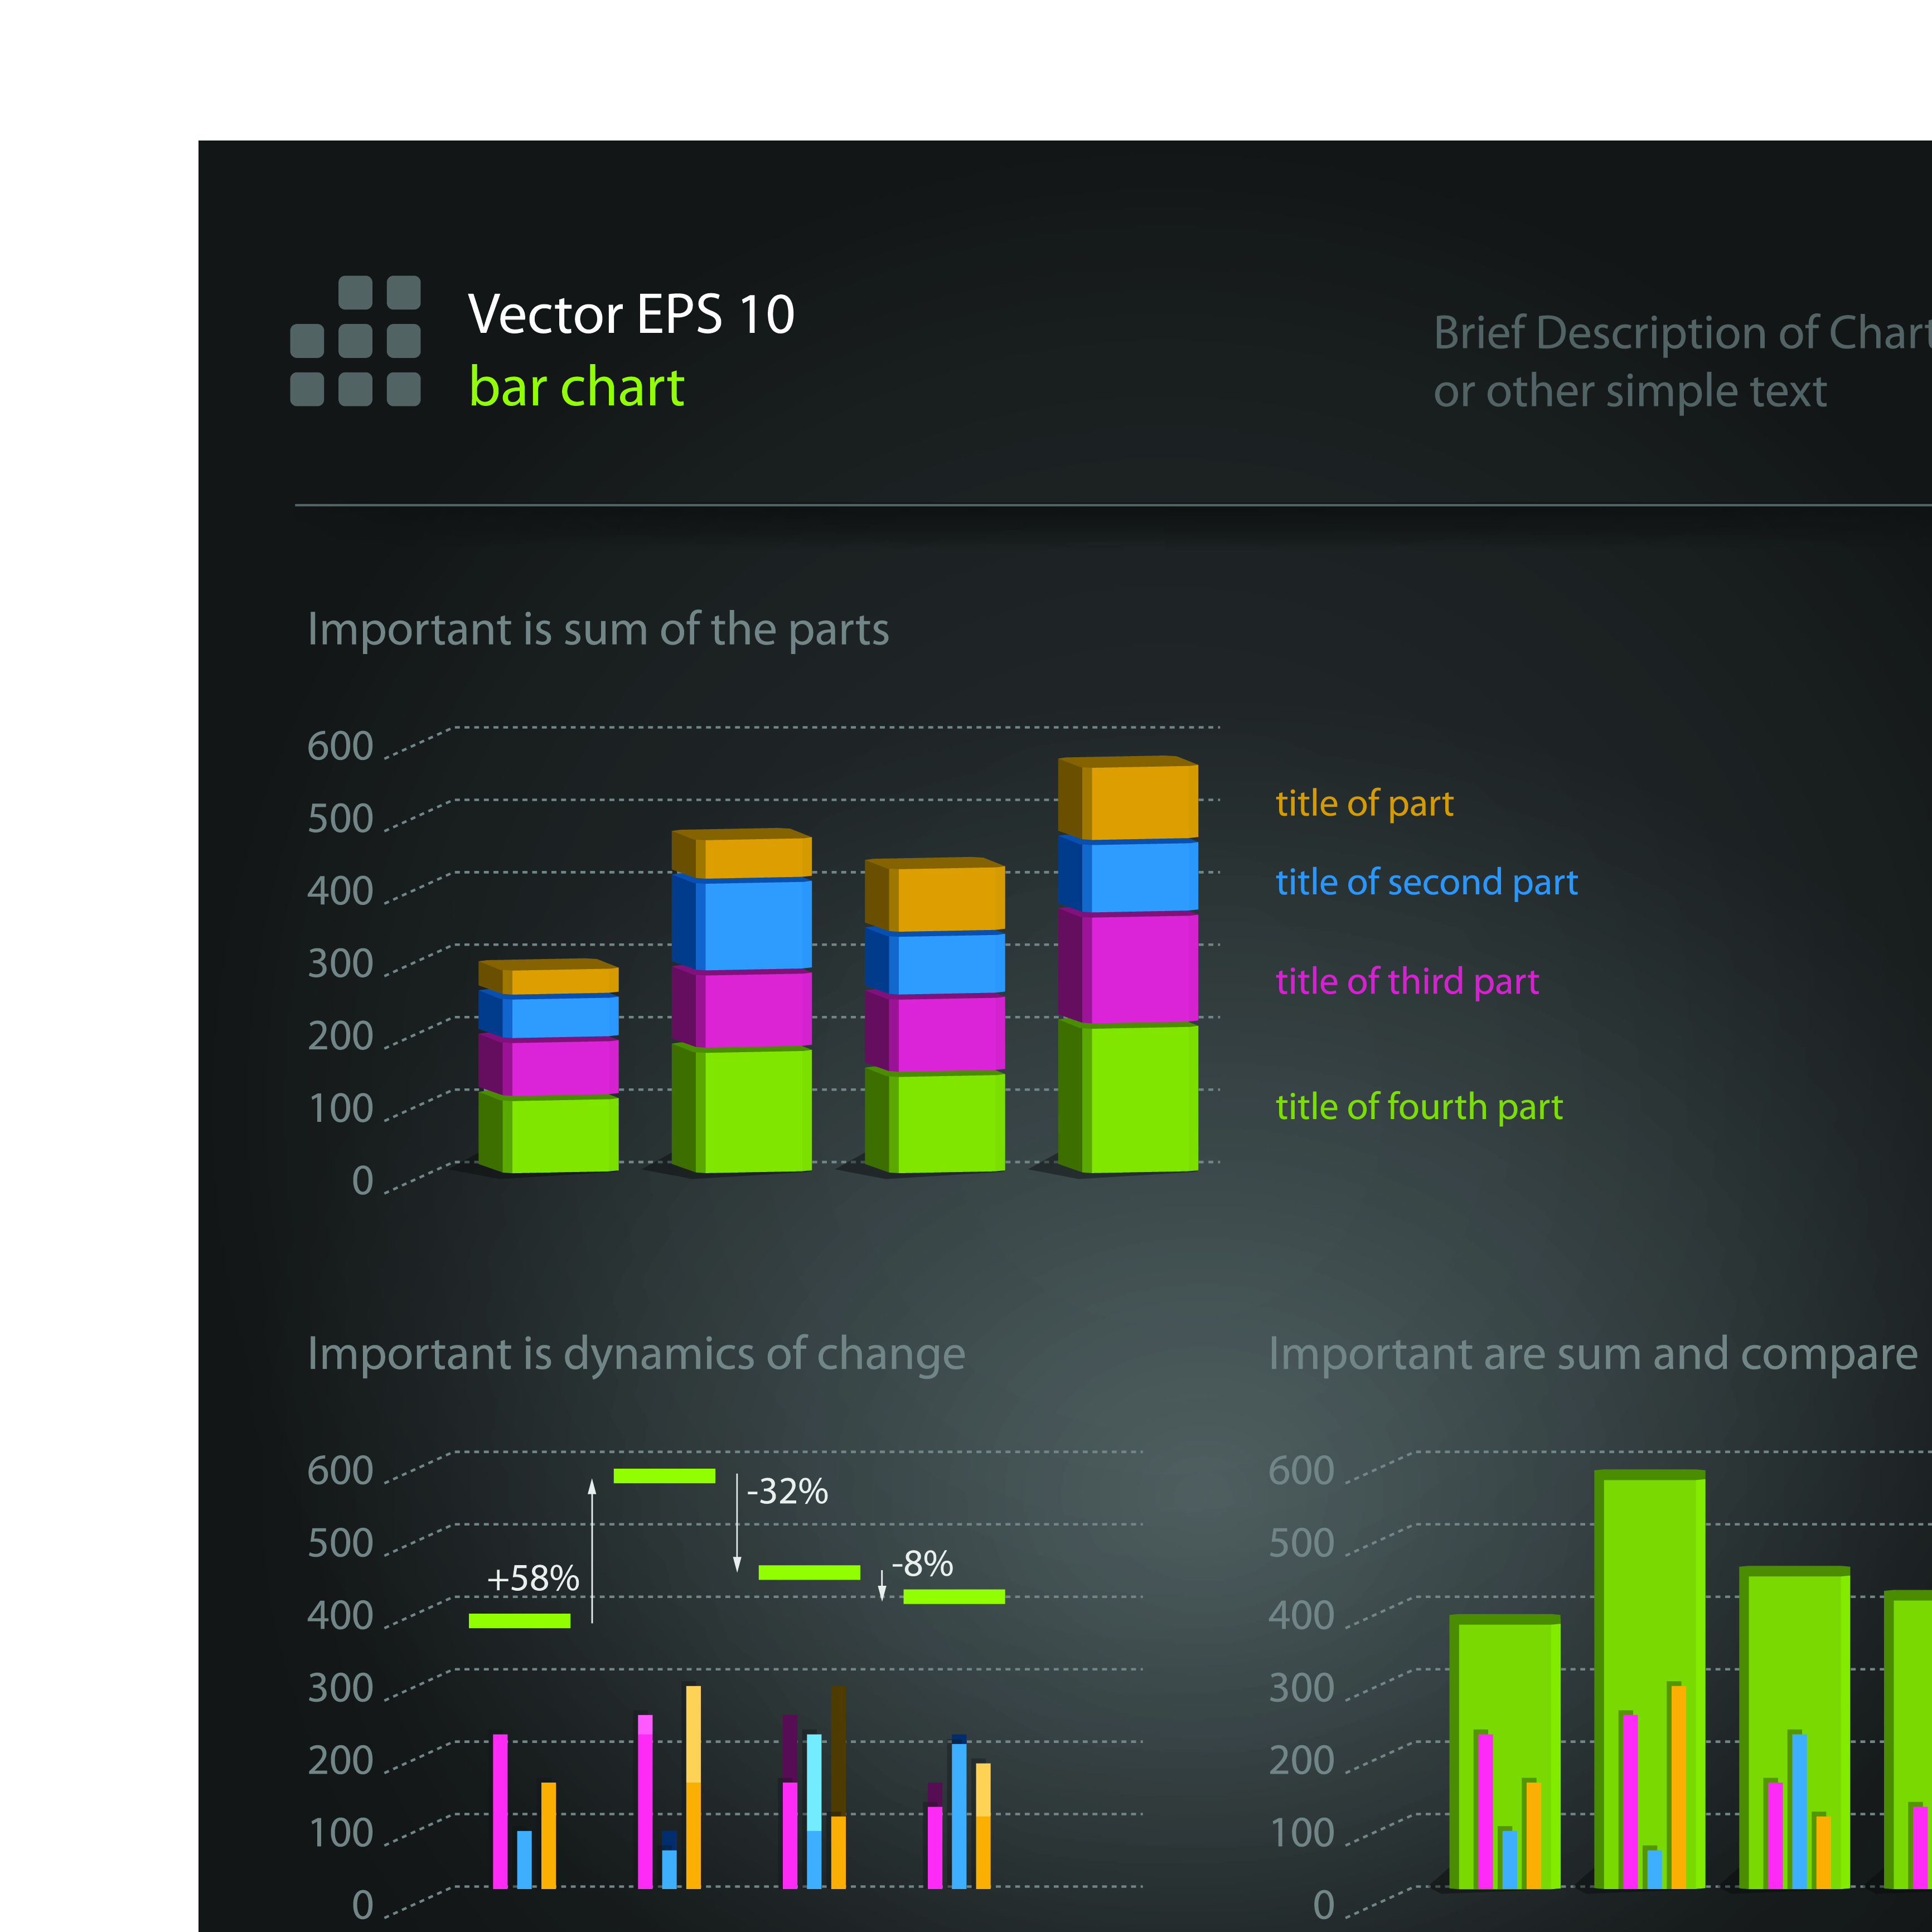 Vector EPS 10
bar chart
Brief Description of Chart
or other simple text
Important is sum of the parts
600
500
400
300
200
100
0
title of part
title of second part
title of third part
title of fourth part
Important is dynamics of change
600
500
400
300
200
100
0
+58%
-32%
-8%
Important are sum and compare
600
500
400
300
200
100
0